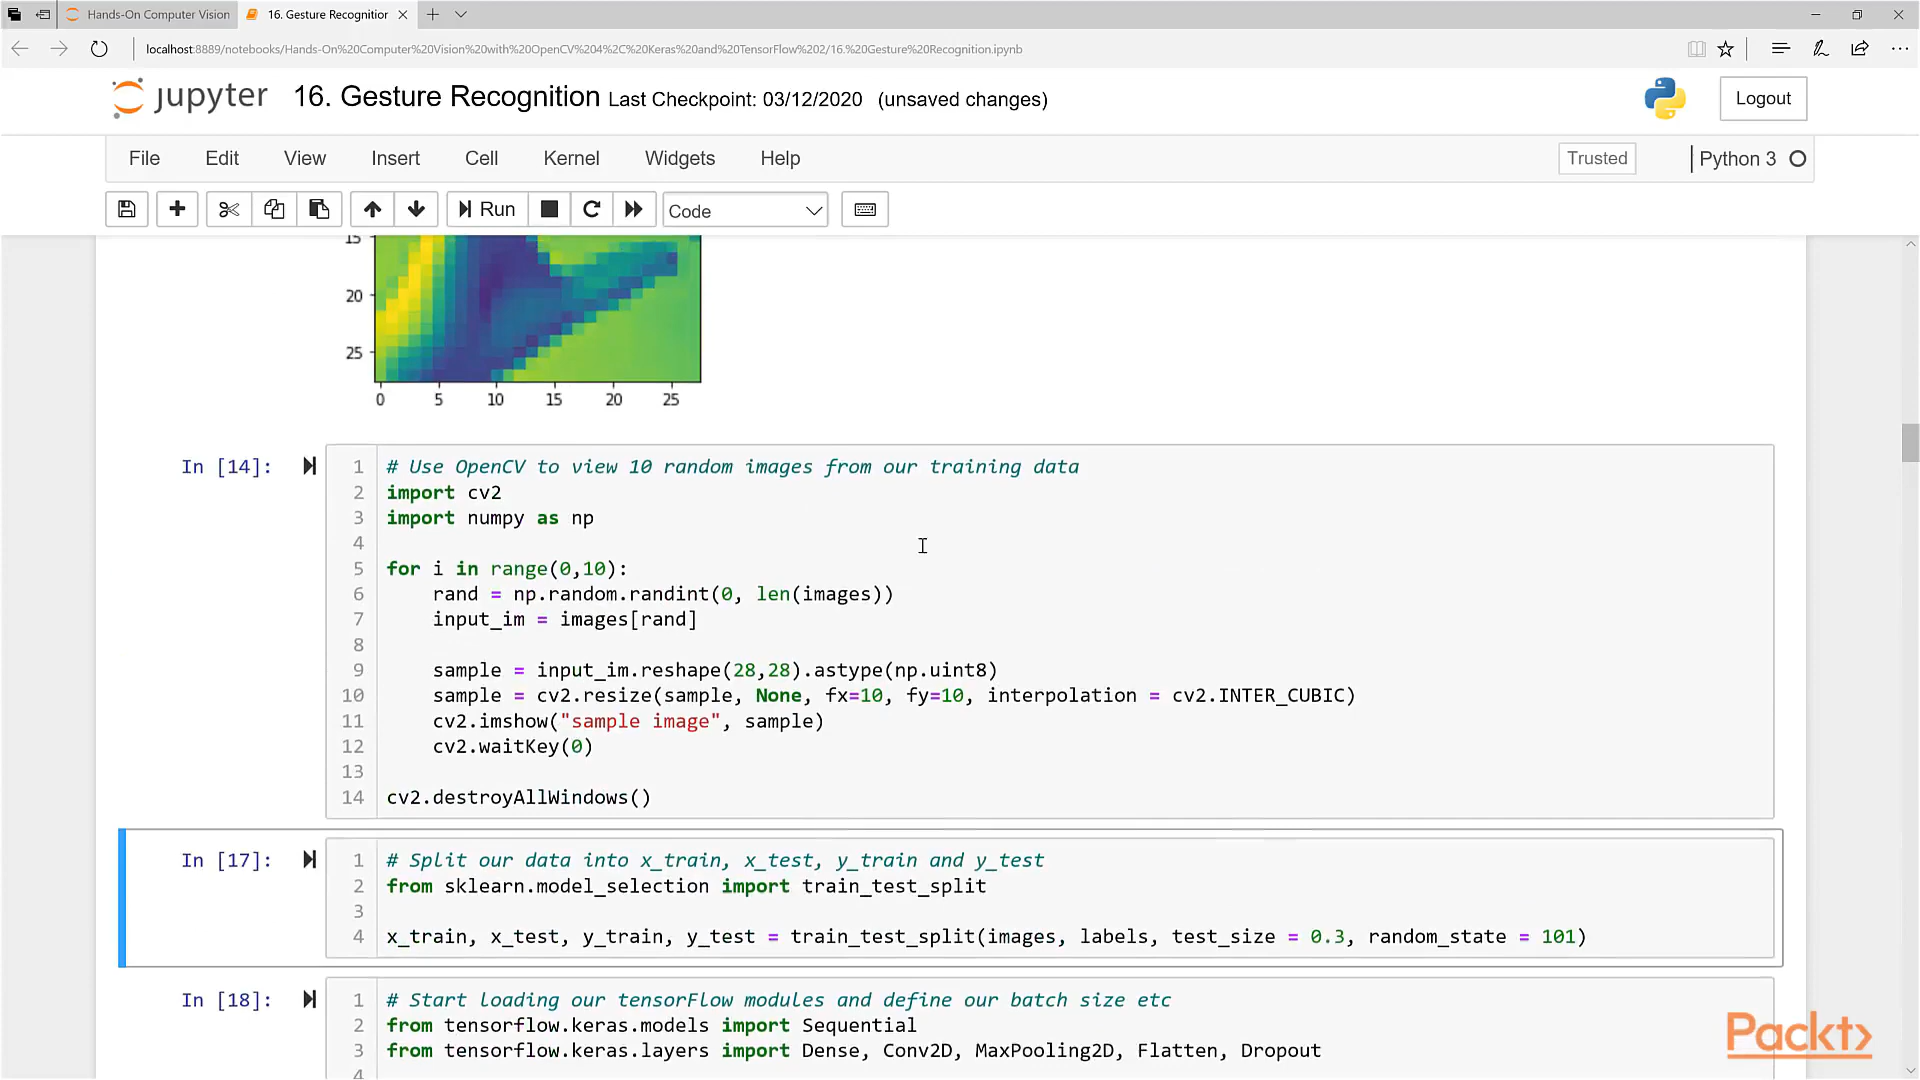 Hands-On Computer Vision
16. Gesture Recognition
localhost:8889/notebooks/Hands-On%20Computer%20Vision%20with%20OpenCV%204%2C%20Keras%20and%20TensorFlow%202/16.%20Gesture%20Recognition.ipynb
jupyter 16. Gesture Recognition Last Checkpoint: 03/12/2020 (unsaved changes)
Logout
File Edit View Insert Cell Kernel Widgets Help
Trusted
Python 3
Run
Code
15
20
25
0 5 10 15 20 25
In [14]:
1 # Use OpenCV to view 10 random images from our training data
2 import cv2
3 import numpy as np
4
5 for i in range(0,10):
6 rand = np.random.randint(0, len(images))
7 input_im = images[rand]
8
9 sample = input_im.reshape(28,28).astype(np.uint8)
10 sample = cv2.resize(sample, None, fx=10, fy=10, interpolation = cv2.INTER_CUBIC)
11 cv2.imshow("sample image", sample)
12 cv2.waitKey(0)
13
14 cv2.destroyAllWindows()
In [17]:
1 # Split our data into x_train, x_test, y_train and y_test
2 from sklearn.model_selection import train_test_split
3
4 x_train, x_test, y_train, y_test = train_test_split(images, labels, test_size = 0.3, random_state = 101)
In [18]:
1 # Start loading our tensorFlow modules and define our batch size etc
2 from tensorflow.keras.models import Sequential
3 from tensorflow.keras.layers import Dense, Conv2D, MaxPooling2D, Flatten, Dropout
4
Packt>